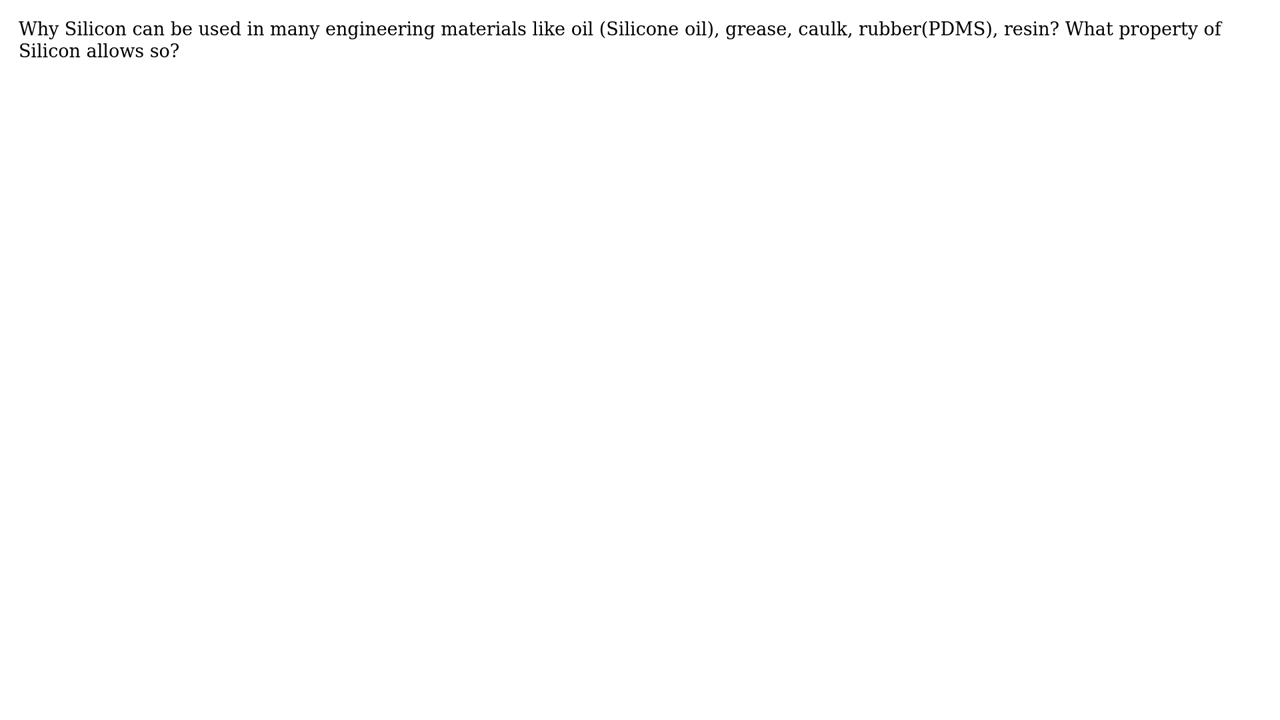 Why Silicon can be used in many engineering materials like oil (Silicone oil), grease, caulk, rubber(PDMS), resin? What property of
Silicon allows so?